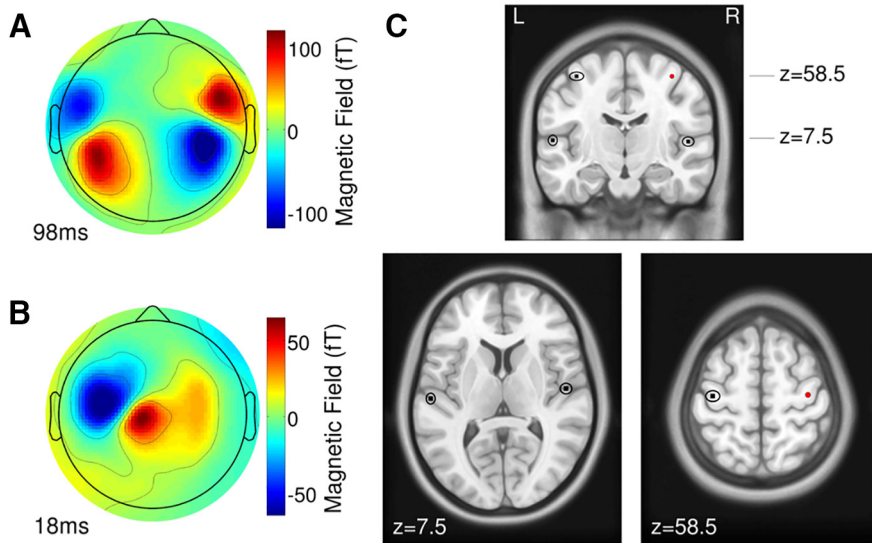 A
100
0
-100
Magnetic Field (fT)
98ms
B
50
0
-50
Magnetic Field (fT)
18ms
C
L R
z=58.5
z=7.5
z=7.5
z=58.5